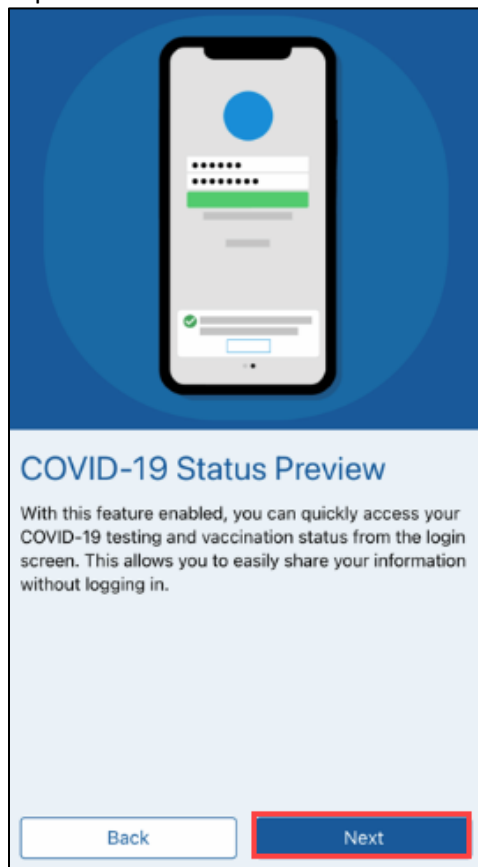 COVID-19 Status Preview
With this feature enabled, you can quickly access your
COVID-19 testing and vaccination status from the login
screen. This allows you to easily share your information
without logging in.
Back
Next